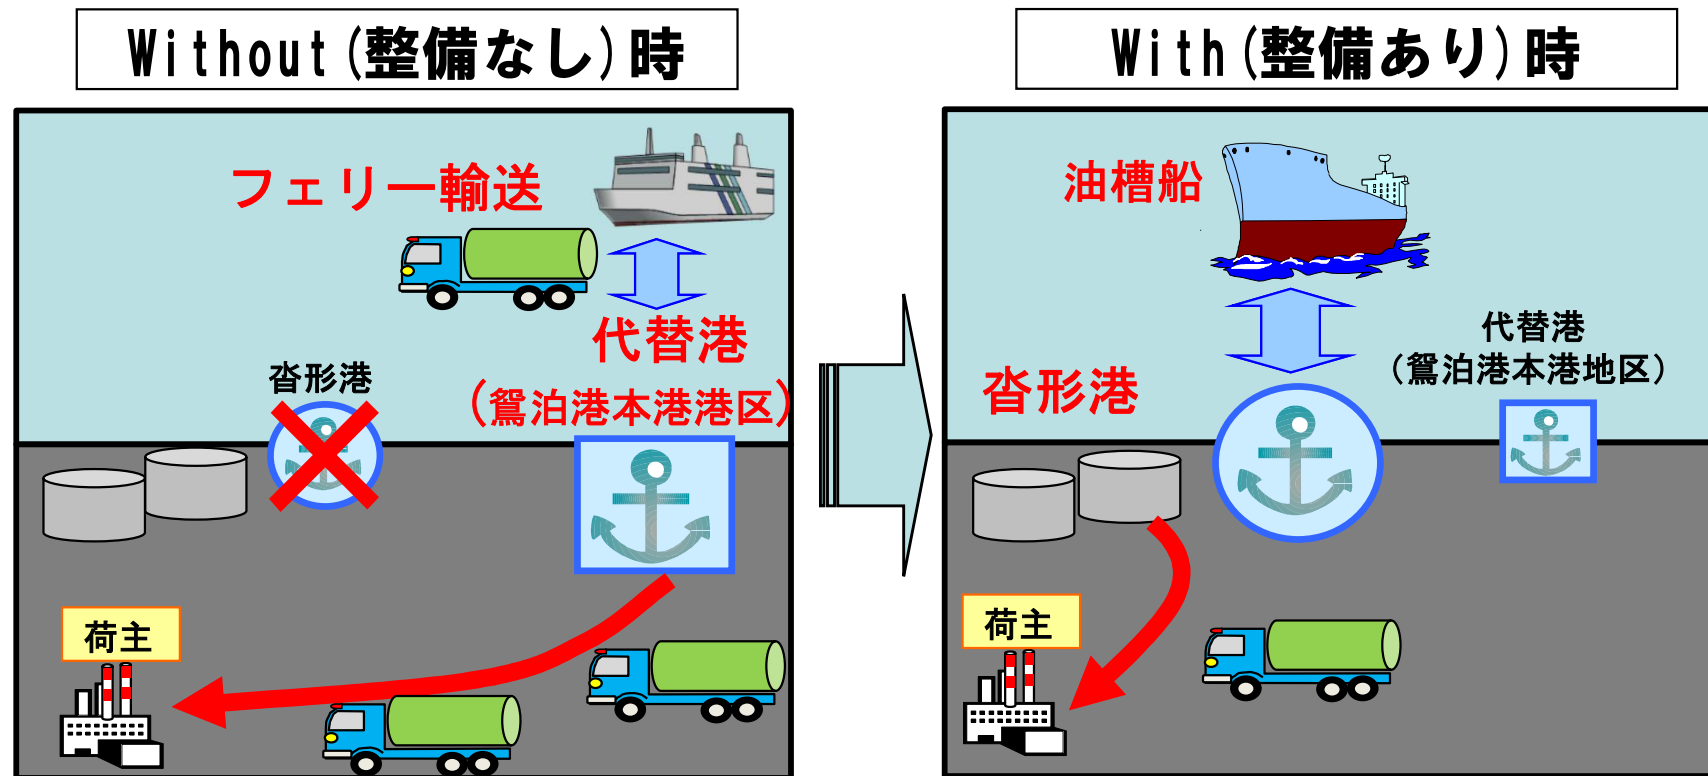 Without(整備なし)時
フェリー輸送
代替港
(鴛泊港本港港区)
沓形港
荷主
With(整備あり)時
油槽船
代替港
(鴛泊港本港地区)
沓形港
荷主